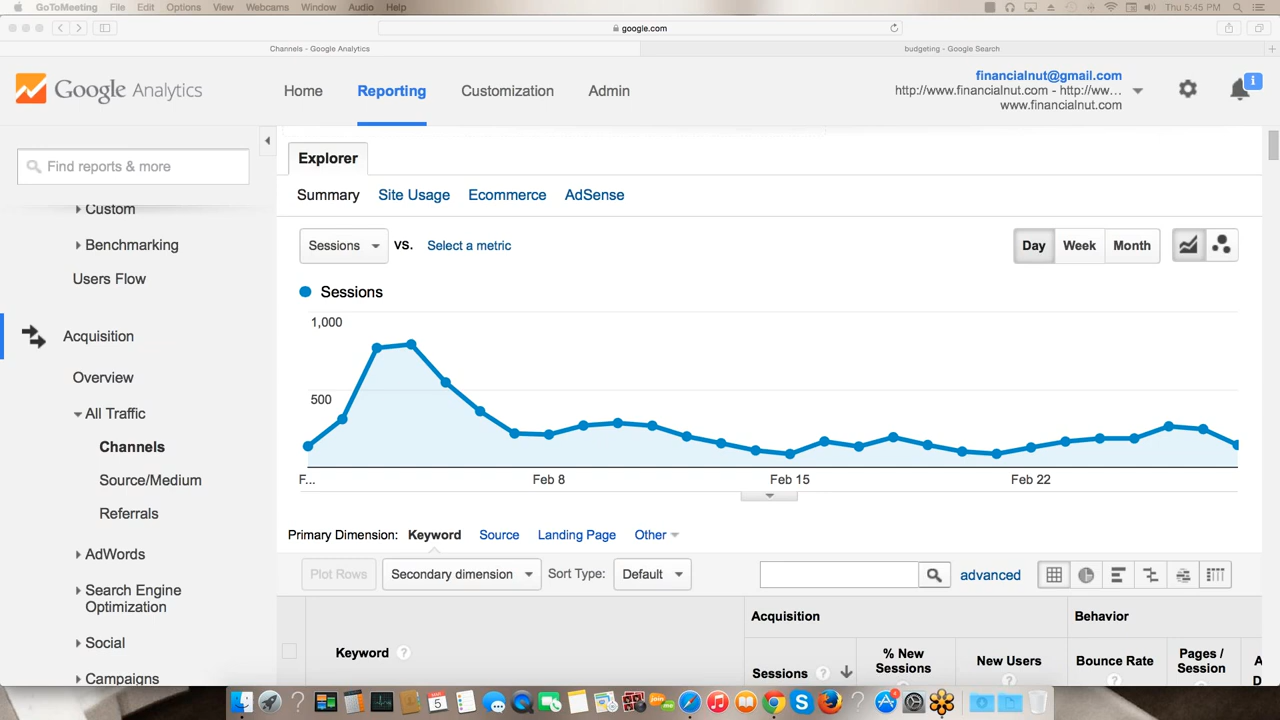 GoToMeeting File Edit Options View Webcams Window Audio Help
Thu 5:45 PM
google.com
Channels - Google Analytics
budgeting - Google Search
Google Analytics
Home Reporting Customization Admin
financialnut@gmail.com
http://www.financialnut.com - http://ww...
www.financialnut.com
Find reports & more
Custom
Benchmarking
Users Flow
Acquisition
Overview
All Traffic
Channels
Source/Medium
Referrals
AdWords
Search Engine
Optimization
Social
Campaigns
Explorer
Summary Site Usage Ecommerce AdSense
Sessions VS. Select a metric
Day Week Month
Sessions
1,000
500
F... Feb 8 Feb 15 Feb 22
Primary Dimension: Keyword Source Landing Page Other
Plot Rows Secondary dimension Sort Type: Default advanced
Acquisition Behavior
Keyword ?
Sessions ?
% New
Sessions
New Users
Bounce Rate
Pages /
Session